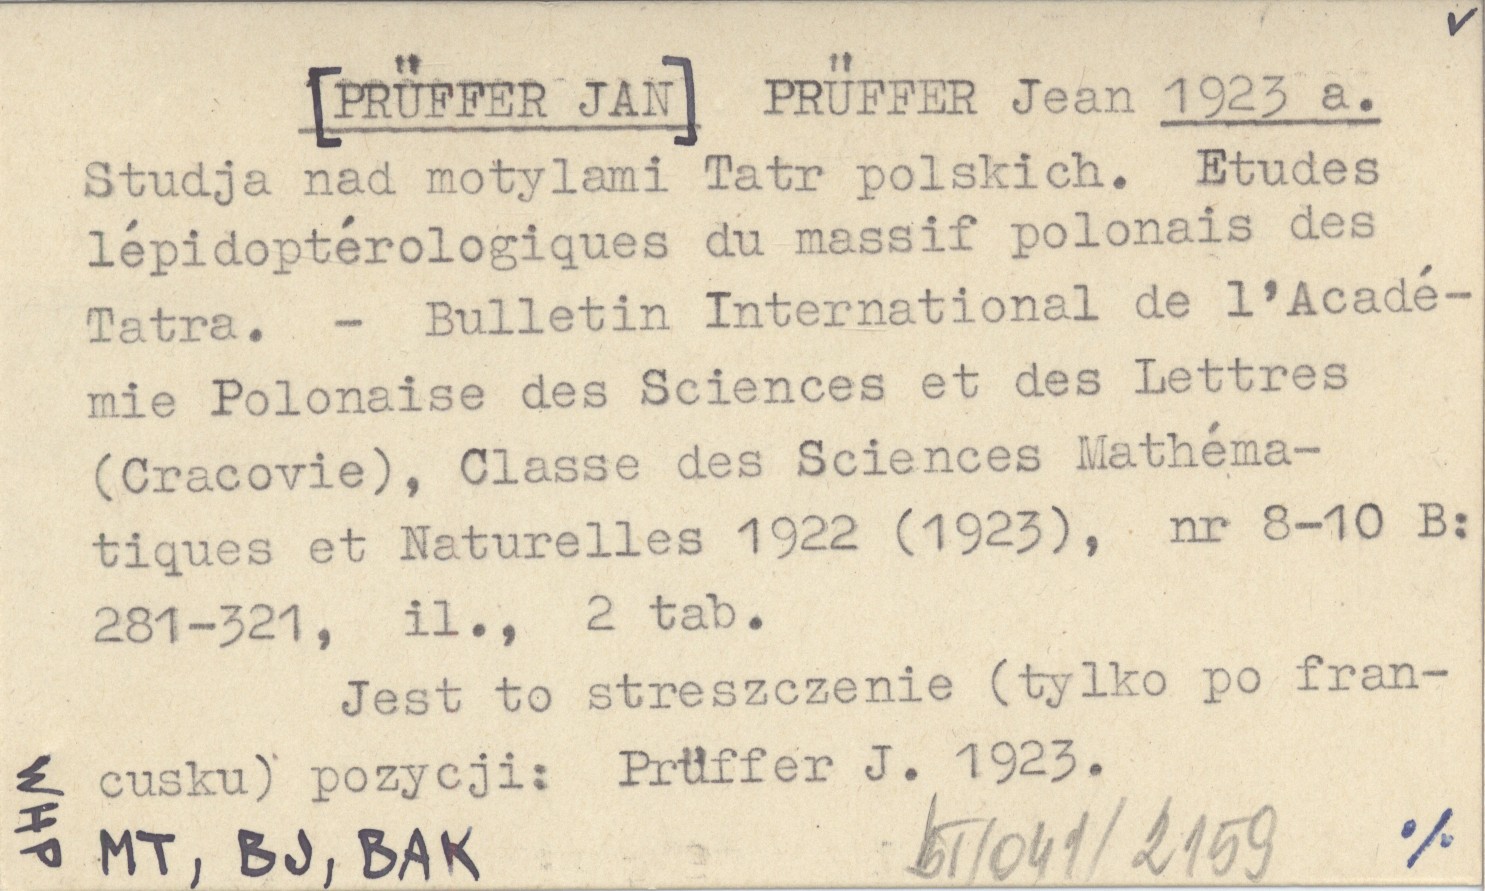 [PRÜFFER JAN] PRÜFFER Jean 1923 a.
Studja nad motylami Tatr polskich. Etudes
lépidoptérologiques du massif polonais des
Tatra. - Bulletin International de l'Acadé-
mie Polonaise des Sciences et des Lettres
(Cracovie), Classe des Sciences Mathéma-
tiques et Naturelles 1922 (1923), nr 8-10 B:
281-321, il., 2 tab.
Jest to streszczenie (tylko po fran-
cusku) pozycji: Prüffer J. 1923.
MT, BJ, BAK
/041/2159